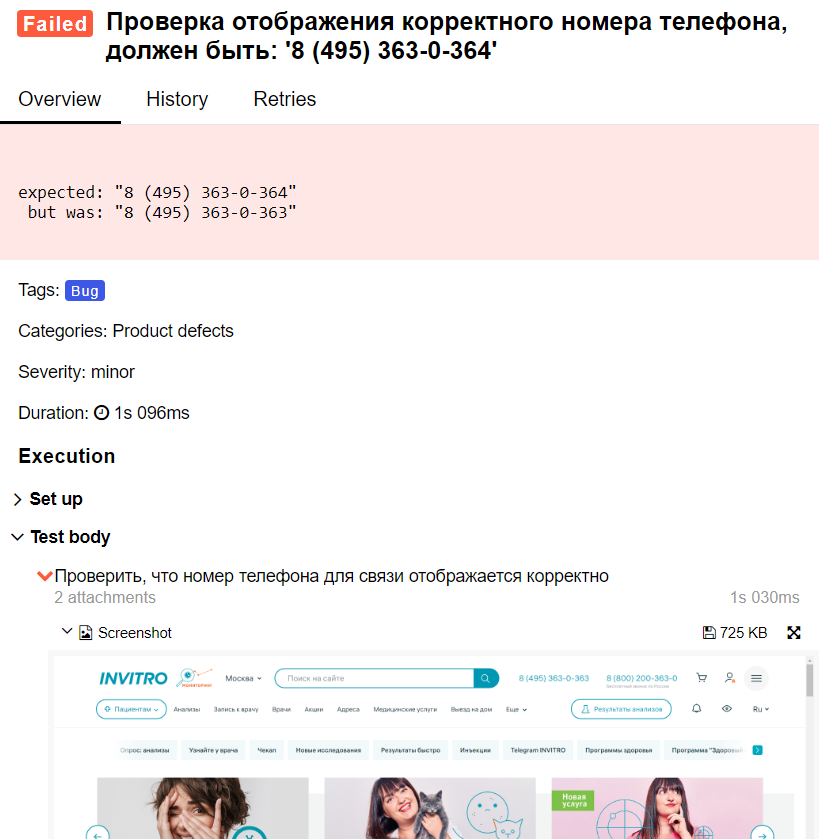 Failed Проверка отображения корректного номера телефона,
должен быть: '8 (495) 363-0-364'
Overview History Retries
expected: "8 (495) 363-0-364"
but was: "8 (495) 363-0-363"
Tags: Bug
Categories: Product defects
Severity: minor
Duration: 1s 096ms
Execution
Set up
Test body
Проверить, что номер телефона для связи отображается корректно
2 attachments 1s 030ms
Screenshot 725 KB
INVITRO Москва Поиск на сайте 8 (495) 363-0-363 8 (800) 200-363-0
Пациентам Анализы Запись к врачу Врачи Акции Адреса Медицинские услуги Выезд на дом Еще Результаты анализов Ru
Опрос: анализы Узнайте у врача Чекап Новые исследования Результаты быстро Инъекции Telegram INVITRO Программы здоровья Программа "Здоровый
Новая
услуга